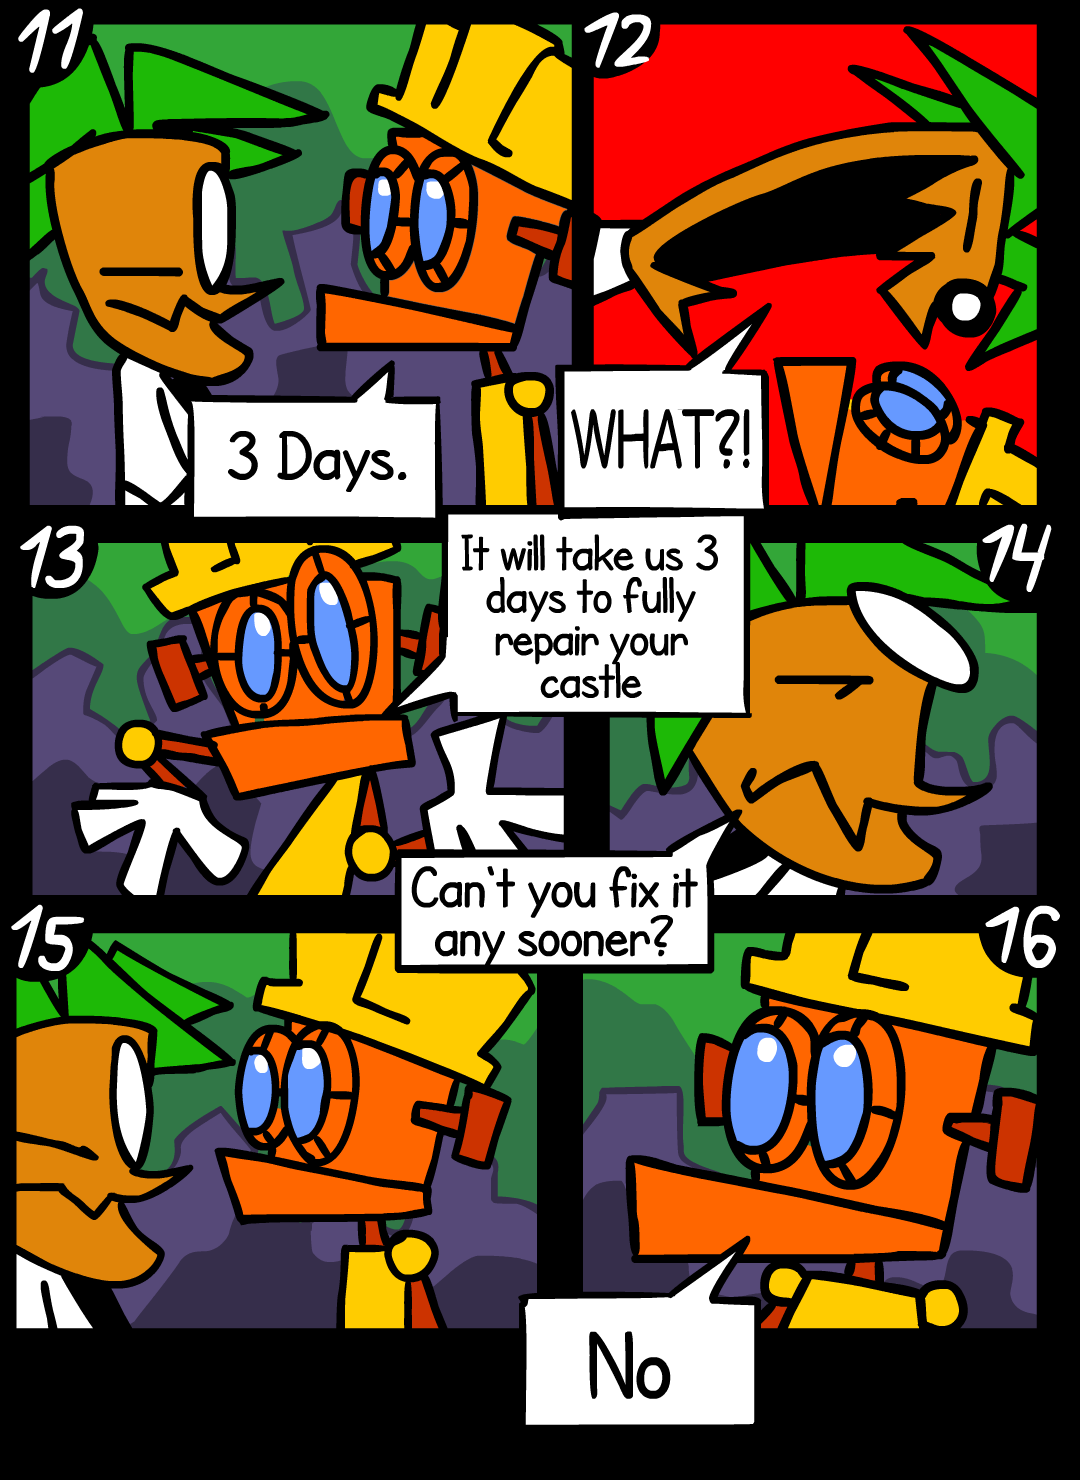 11
3 Days.
12
WHAT?!
13
It will take us 3
days to fully
repair your
castle
14
Can't you fix it
any sooner?
15
16
No